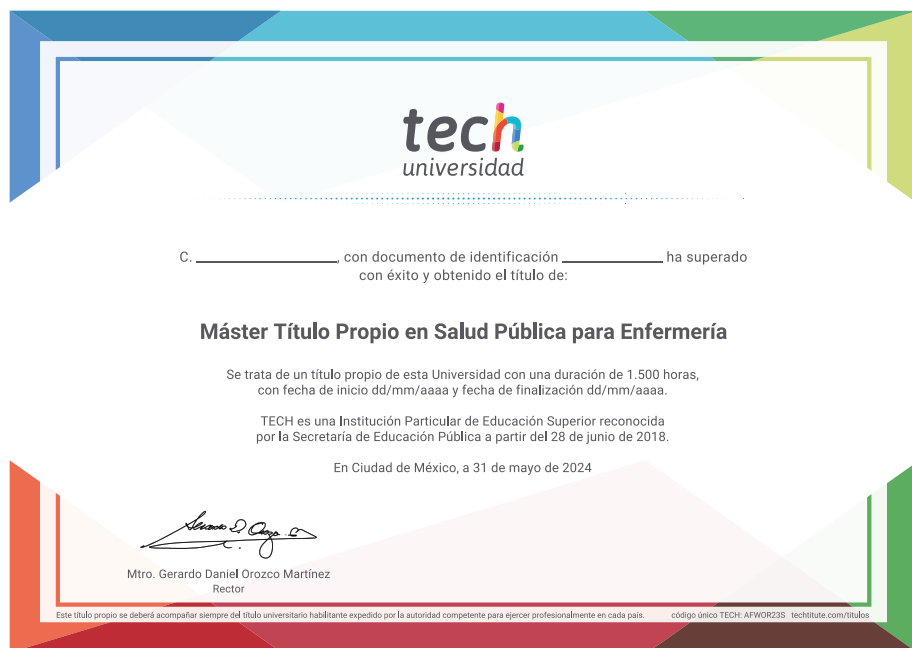 tech
universidad
C. ____________, con documento de identificación ____________ ha superado
con éxito y obtenido el título de:
Máster Título Propio en Salud Pública para Enfermería
Se trata de un título propio de esta Universidad con una duración de 1.500 horas,
con fecha de inicio dd/mm/aaaa y fecha de finalización dd/mm/aaaa.
TECH es una Institución Particular de Educación Superior reconocida
por la Secretaría de Educación Pública a partir del 28 de junio de 2018.
En Ciudad de México, a 31 de mayo de 2024
Mtro. Gerardo Daniel Orozco Martínez
Rector
Este título propio se deberá acompañar siempre del título universitario habilitante expedido por la autoridad competente para ejercer profesionalmente en cada país. código único TECH: AFWOR23S techtitute.com/titulos